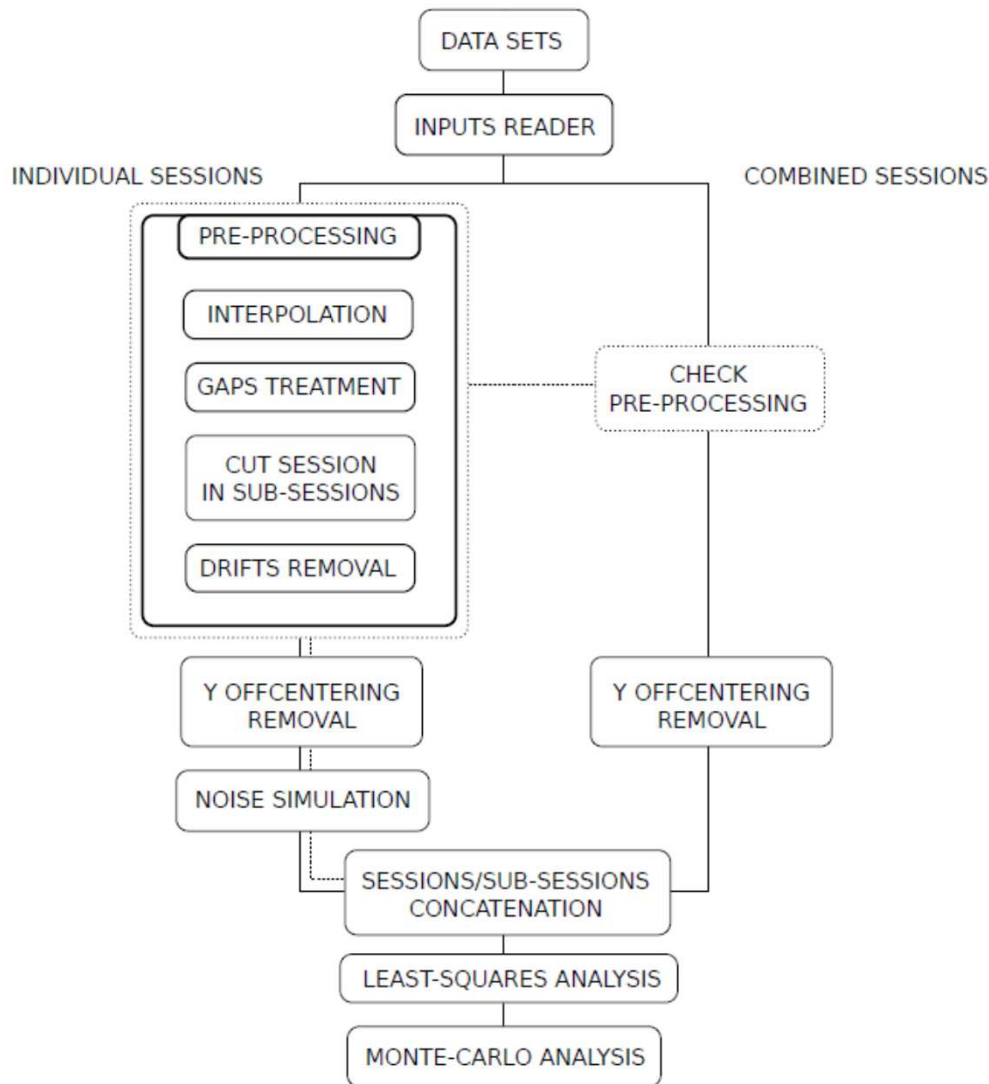 DATA SETS
INPUTS READER
INDIVIDUAL SESSIONS
COMBINED SESSIONS
PRE-PROCESSING
INTERPOLATION
GAPS TREATMENT
CUT SESSION
IN SUB-SESSIONS
DRIFTS REMOVAL
CHECK
PRE-PROCESSING
Y OFFCENTERING
REMOVAL
Y OFFCENTERING
REMOVAL
NOISE SIMULATION
SESSIONS/SUB-SESSIONS
CONCATENATION
LEAST-SQUARES ANALYSIS
MONTE-CARLO ANALYSIS